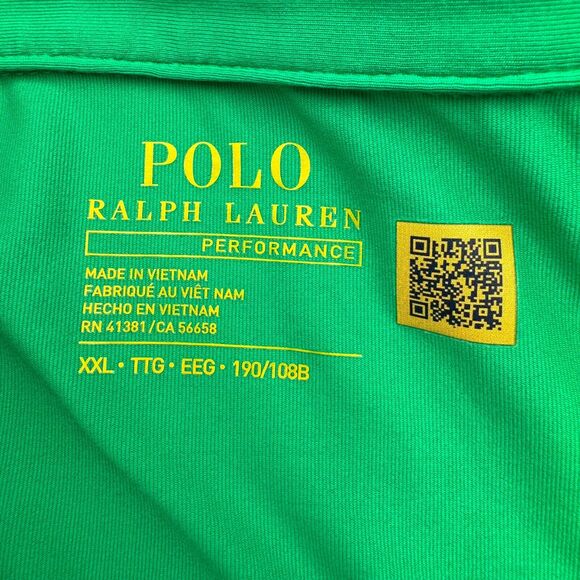 POLO
RALPH LAUREN
PERFORMANCE
MADE IN VIETNAM
FABRIQUÉ AU VIÊT NAM
HECHO EN VIETNAM
RN 41381/CA 56658
XXL • TTG • EEG • 190/108B